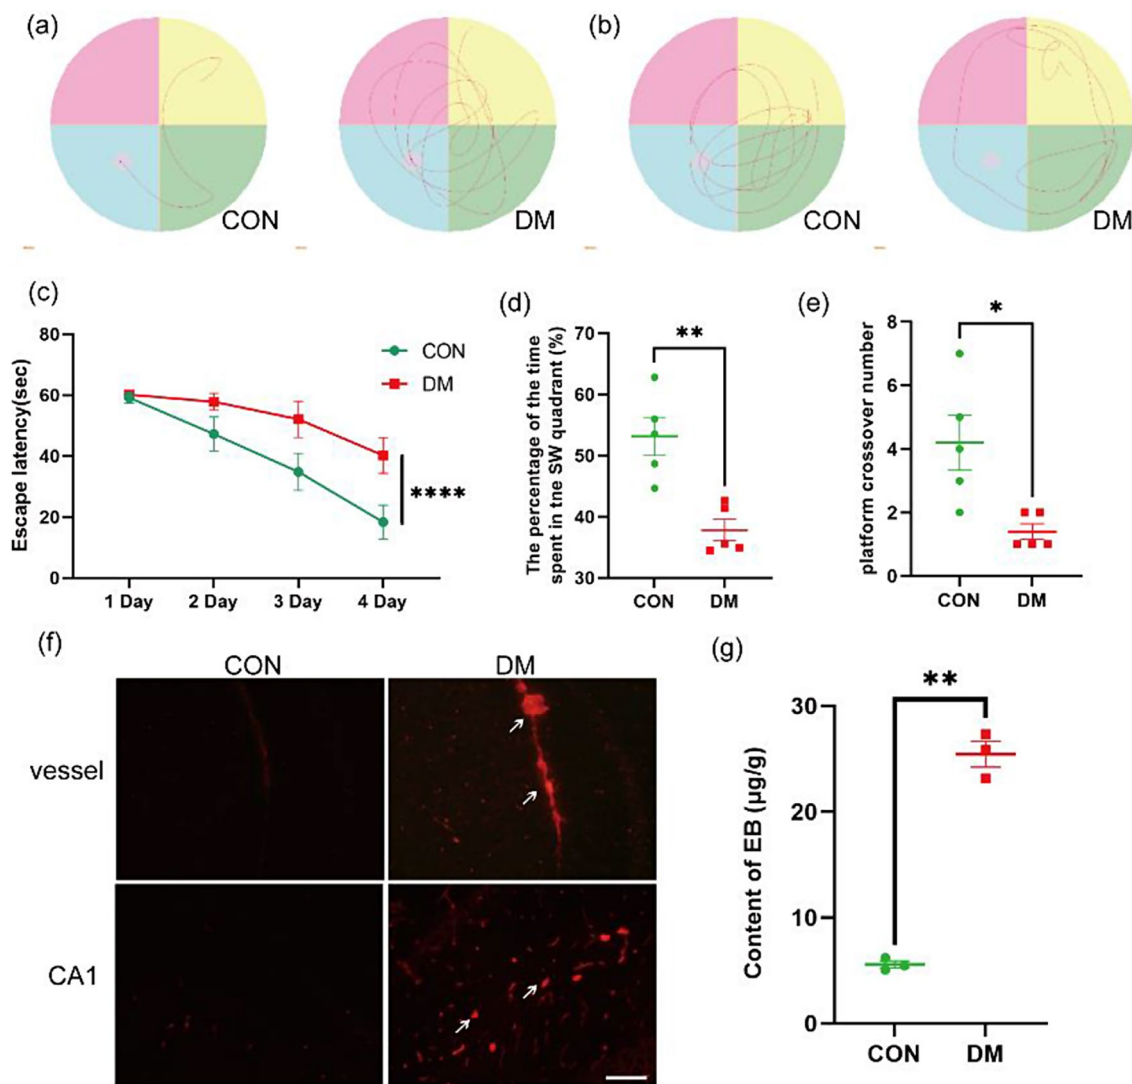 (a)
(b)
CON
DM
CON
DM
(c)
(d)
(e)
Escape latency(sec)
80
60
40
20
0
CON
DM
****
1 Day
2 Day
3 Day
4 Day
The percentage of the time
spent in tne SW quadrant (%)
70
60
50
40
30
**
CON
DM
platform crossover number
8
6
4
2
0
*
CON
DM
(f)
CON
DM
vessel
CA1
(g)
Content of EB (μg/g)
30
20
10
0
**
CON
DM